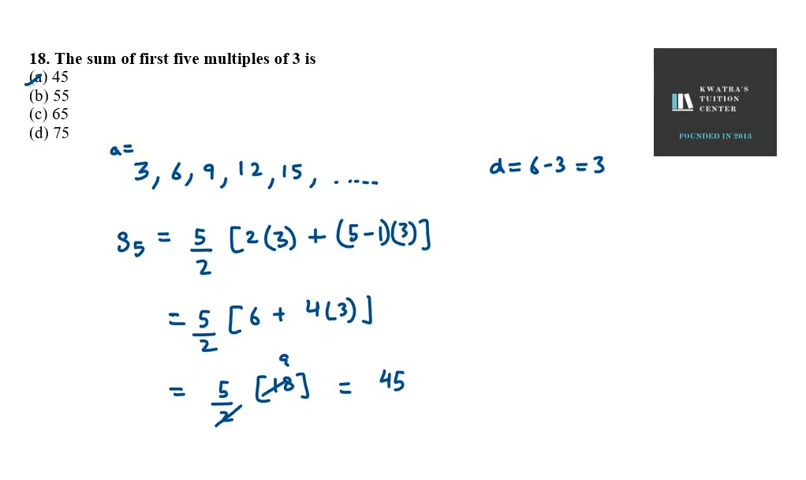 18. The sum of first five multiples of 3 is
(a) 45
(b) 55
(c) 65
(d) 75
KWATRA'S
TUITION
CENTER
FOUNDED IN 2013
a=
3, 6, 9, 12, 15, .....
d = 6-3 = 3
S5 = 5/2 [2(3) + (5-1)(3)]
= 5/2 [6 + 4(3)]
9
= 5/2 [18] = 45